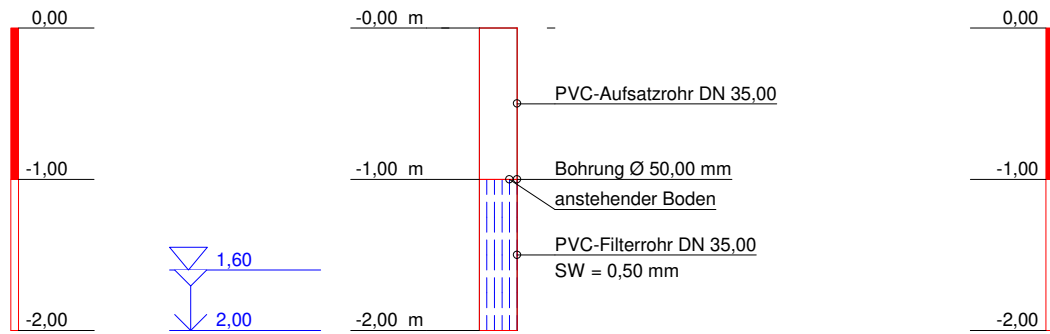 0,00
-0,00 m
0,00
PVC-Aufsatzrohr DN 35,00
-1,00
-1,00 m
Bohrung Ø 50,00 mm
-1,00
anstehender Boden
1,60
PVC-Filterrohr DN 35,00
SW = 0,50 mm
-2,00
2,00
-2,00 m
-2,00